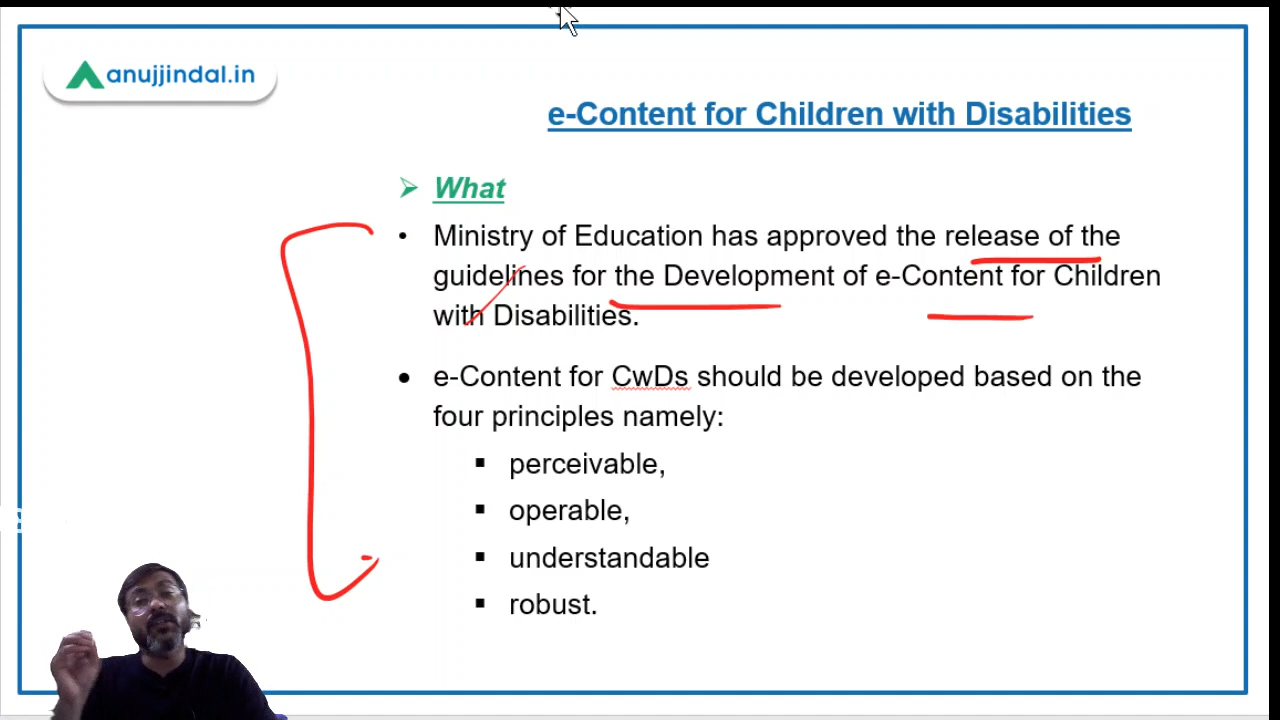 anujjindal.in
e-Content for Children with Disabilities
What
Ministry of Education has approved the release of the
guidelines for the Development of e-Content for Children
with Disabilities.
e-Content for CwDs should be developed based on the
four principles namely:
perceivable,
operable,
understandable
robust.